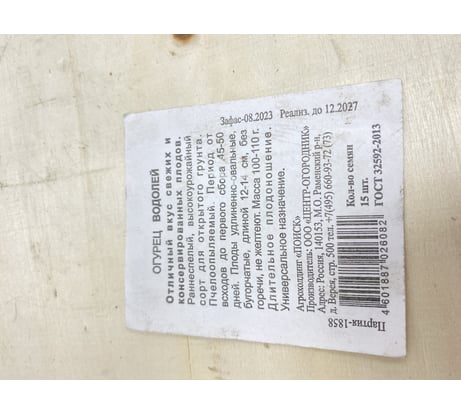 ОГУРЕЦ ВОДОЛЕЙ
Отличный вкус свежих и
консервированных плодов.
Раннеспелый, высокоурожайный
сорт для открытого грунта.
Пчелоопыляемый. Период от
всходов до первого сбора 45-50
дней. Плоды удлиненно-овальные,
бугорчатые, длиной 12-14 см, без
горечи, не желтеют. Масса 100-110 г.
Длительное плодоношение.
Универсальное назначение.
Агрохолдинг «ПОИСК»
Производитель: ООО «ЦЕНТР-ОГОРОДНИК»
Адрес: Россия, 140153, М.О. Раменский р-н,
д. Верея, стр. 500 тел. +7(495) 660-93-72 (73)
Зафас-08.2023 Реализ. до 12.2027
Кол-во семян
15 шт.
ГОСТ 32592-2013
4 601887 026082
Партия-1858